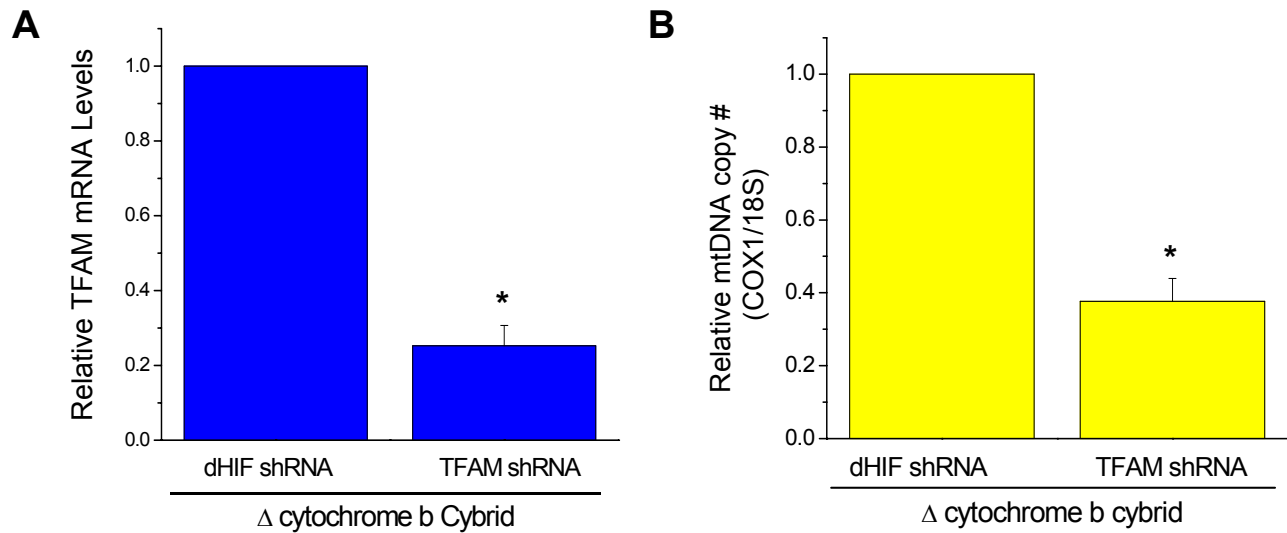 A
Relative TFAM mRNA Levels
1.0
0.8
0.6
0.4
0.2
0.0
*
dHIF shRNA
TFAM shRNA
Δ cytochrome b Cybrid
B
Relative mtDNA copy #
(COX1/18S)
1.0
0.8
0.6
0.4
0.2
0.0
*
dHIF shRNA
TFAM shRNA
Δ cytochrome b cybrid